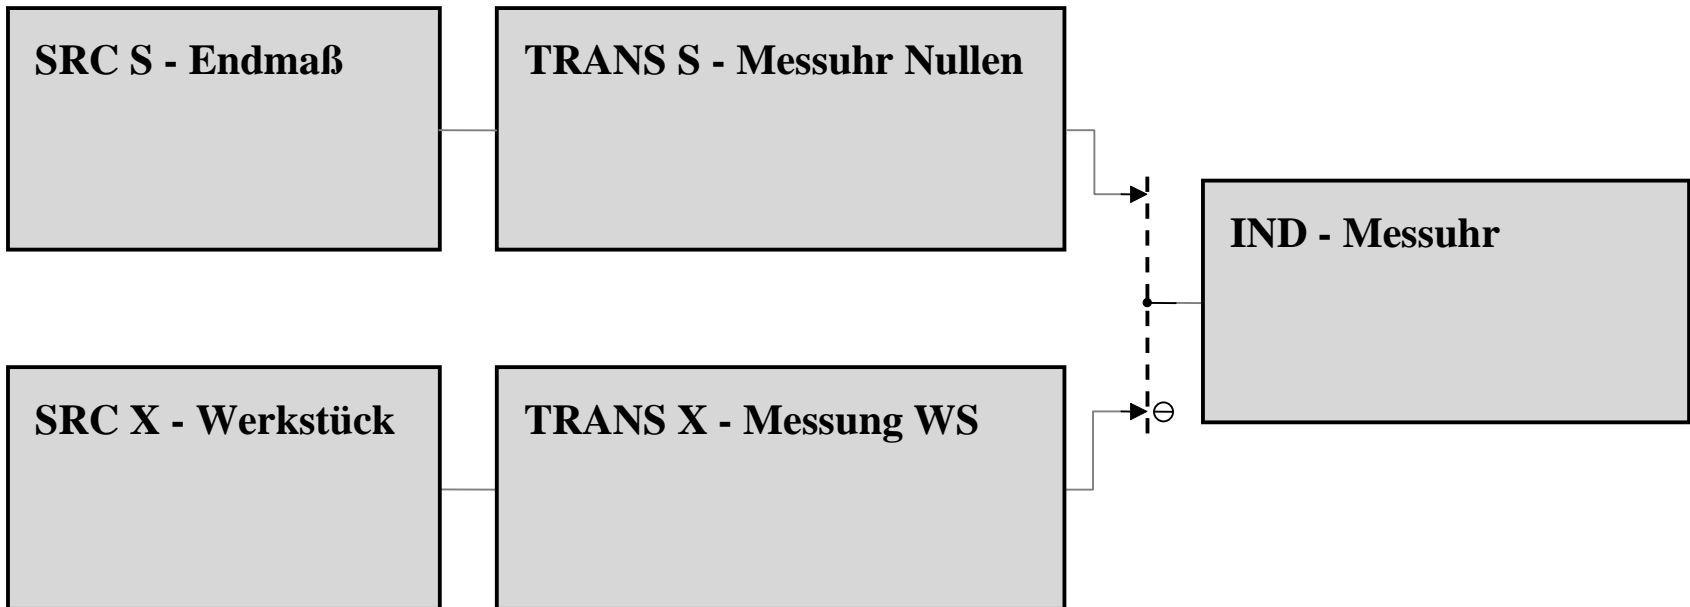 SRC S - Endmaß
TRANS S - Messuhr Nullen
IND - Messuhr
SRC X - Werkstück
TRANS X - Messung WS